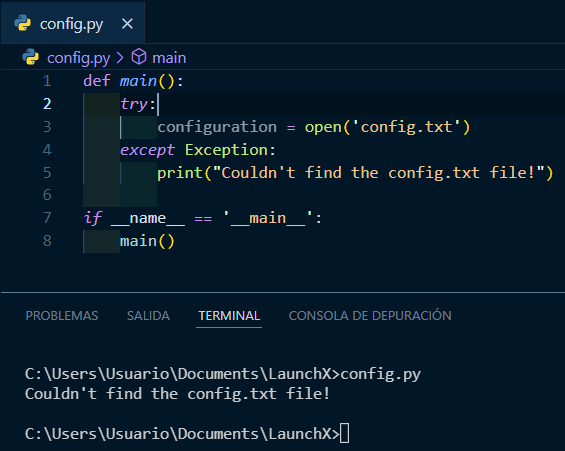 config.py ×
config.py > main
1 def main():
2 try:
3 configuration = open('config.txt')
4 except Exception:
5 print("Couldn't find the config.txt file!")
6
7 if __name__ == '__main__':
8 main()
PROBLEMAS SALIDA TERMINAL CONSOLA DE DEPURACIÓN
C:\Users\Usuario\Documents\LaunchX>config.py
Couldn't find the config.txt file!
C:\Users\Usuario\Documents\LaunchX>